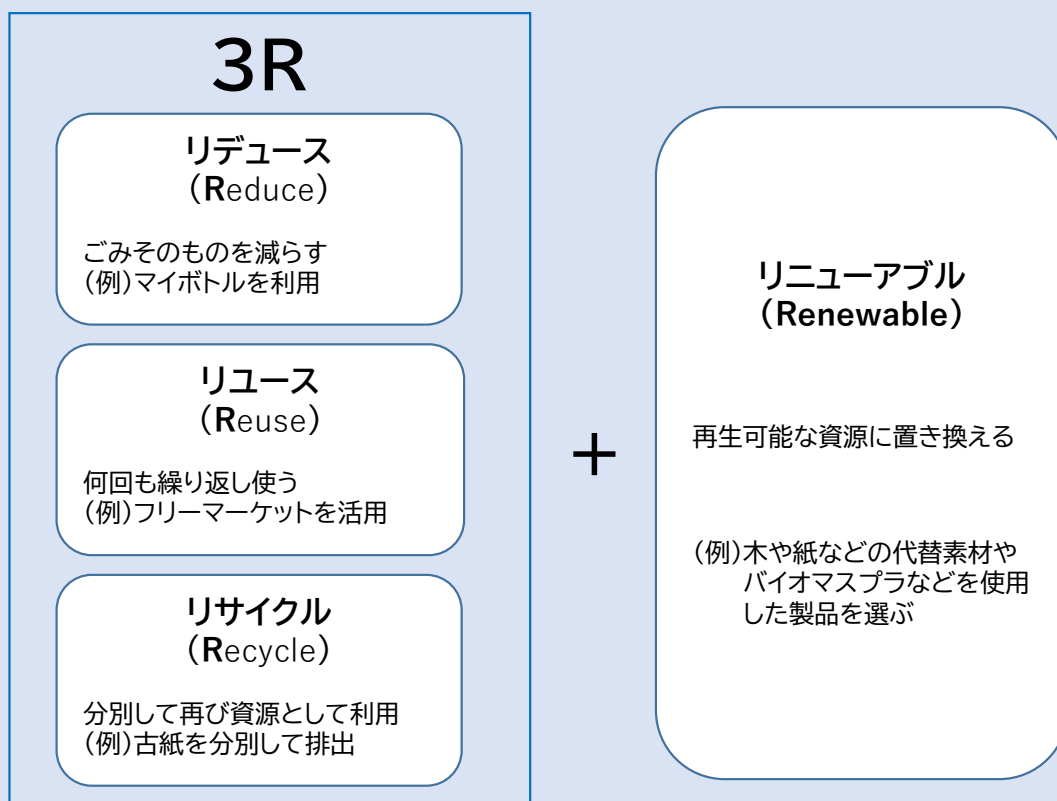 3R
リデュース
(Reduce)
ごみそのものを減らす
(例)マイボトルを利用
リユース
(Reuse)
何回も繰り返し使う
(例)フリーマーケットを活用
リサイクル
(Recycle)
分別して再び資源として利用
(例)古紙を分別して排出
+
リニューアブル
(Renewable)
再生可能な資源に置き換える
(例)木や紙などの代替素材や
バイオマスプラなどを使用
した製品を選ぶ